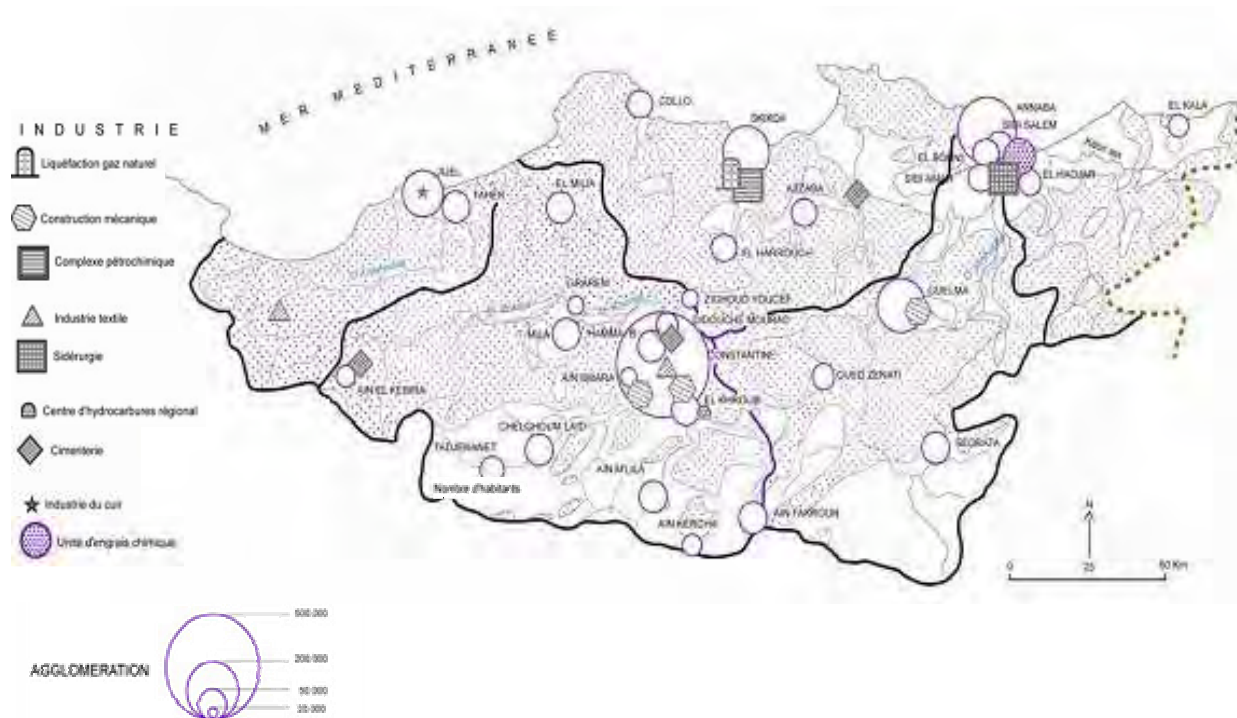 MER MEDITERRANEE
INDUSTRIE
Liquéfaction gaz naturel
Construction mécanique
Complexe pétrochimique
Industrie textile
Sidérurgie
Centre d'hydrocarbures régional
Cimenterie
Industrie du cuir
Unité d'engrais chimique
COLLO
SKIKDA
ANNABA
SIDI SALEM
EL KALA
EL HADJAR
TAHER
EL MILIA
AZZABA
EL HARROUCH
GUELMA
GRAREM
ZIGHOUD YOUCEF
DIDOUCHE MOURAD
MILA
CONSTANTINE
AIN SMARA
EL KHROUB
OUED ZENATI
AIN EL KEBIRA
CHELGHOUM LAID
TADJENANET
SEDRATA
Nombre d'habitants
AIN M'LILA
AIN KERCHA
AIN FAKROUN
N
0 25 50 Km
AGGLOMERATION
500.000
200.000
50.000
20.000